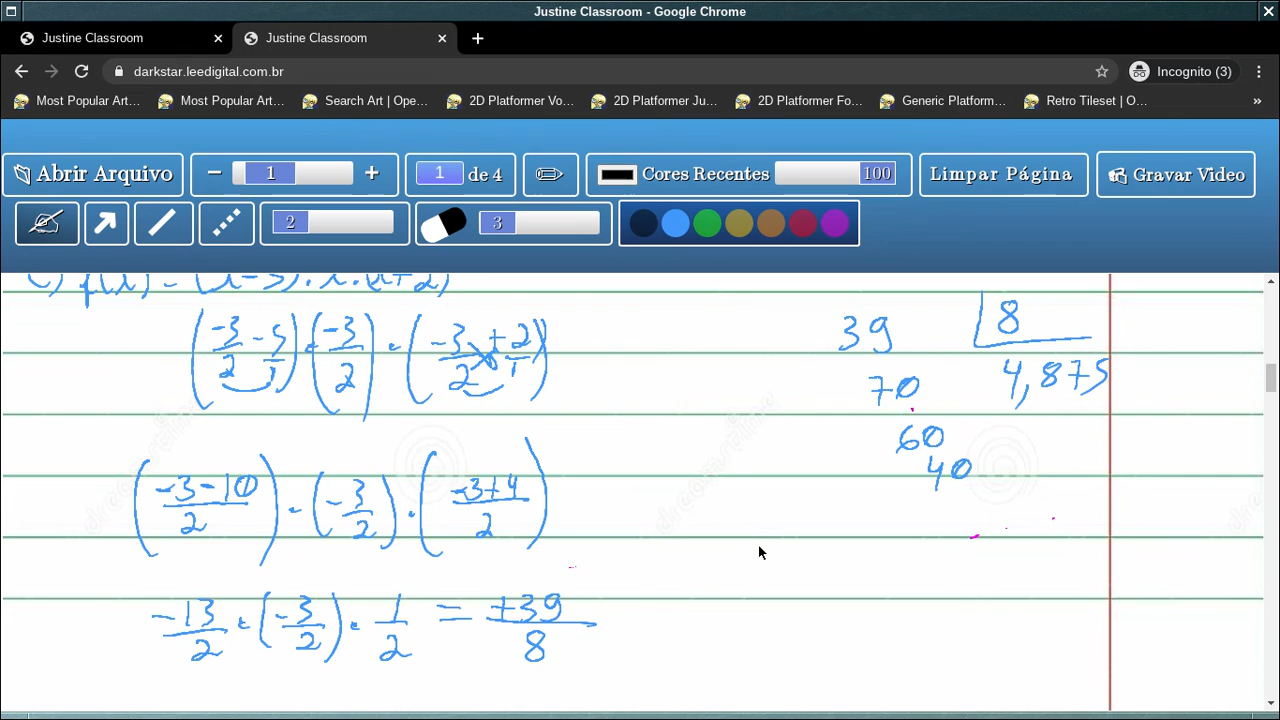 Justine Classroom - Google Chrome
Justine Classroom
Justine Classroom
darkstar.leedigital.com.br
Incognito (3)
Most Popular Art...
Most Popular Art...
Search Art | Ope...
2D Platformer Vo...
2D Platformer Ju...
2D Platformer Fo...
Generic Platform...
Retro Tileset | O...
»
Abrir Arquivo
− 1 +
1 de 4
Cores Recentes 100
Limpar Página
Gravar Video
2
3
c) f(x) = (x-5).x.(x+2)
(-3/2 - 5/1) • (-3/2) • (-3/2 + 2/1)
39 8
4,875
70
60
40
(-3-10/2) • (-3/2) • (-3+4/2)
-13/2 • (-3/2) • 1/2 = +39/8